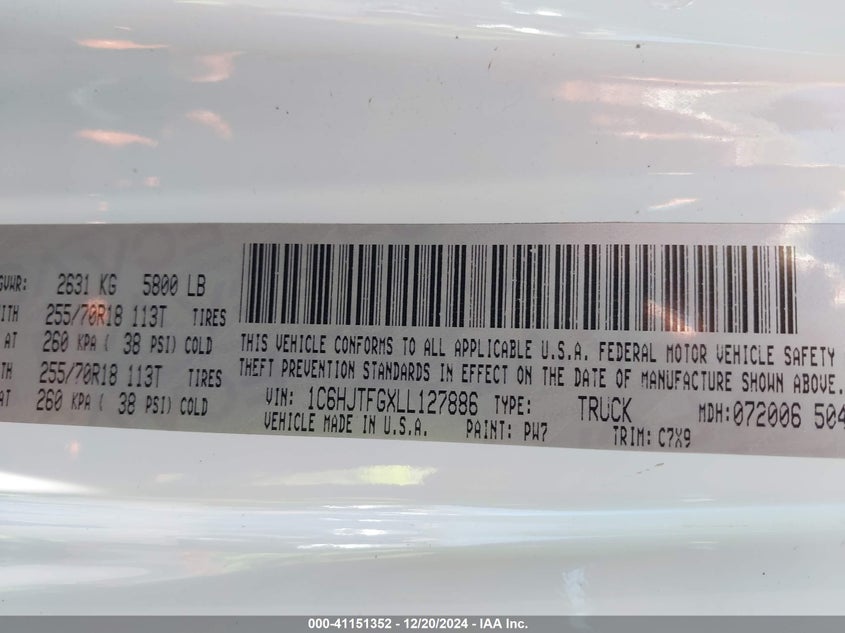 GVWR: 2631 KG 5800 LB
255/70R18 113T TIRES
AT 260 KPA ( 38 PSI) COLD
255/70R18 113T TIRES
AT 260 KPA ( 38 PSI) COLD
THIS VEHICLE CONFORMS TO ALL APPLICABLE U.S.A. FEDERAL MOTOR VEHICLE SAFETY
THEFT PREVENTION STANDARDS IN EFFECT ON THE DATE OF MANUFACTURE SHOWN ABOVE.
VIN: 1C6HJTFGXLL127886 TYPE: TRUCK MDH:072006 504
VEHICLE MADE IN U.S.A. PAINT: PW7 TRIM: C7X9
000-41151352 - 12/20/2024 - IAA Inc.